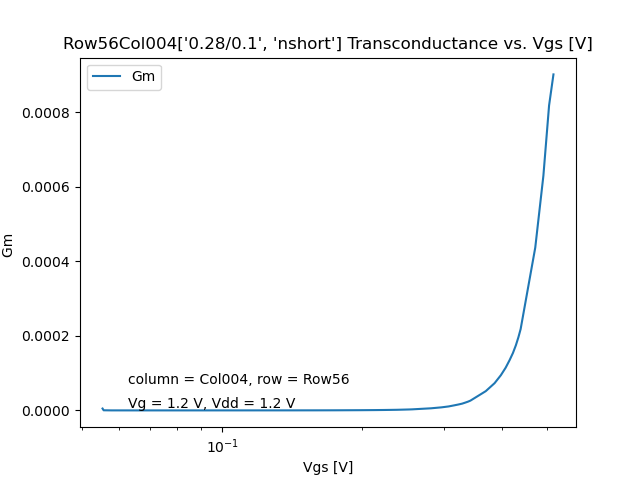 Row56Col004['0.28/0.1', 'nshort'] Transconductance vs. Vgs [V]
Gm
0.0008
0.0006
0.0004
0.0002
0.0000
Gm
column = Col004, row = Row56
Vg = 1.2 V, Vdd = 1.2 V
10⁻¹
Vgs [V]